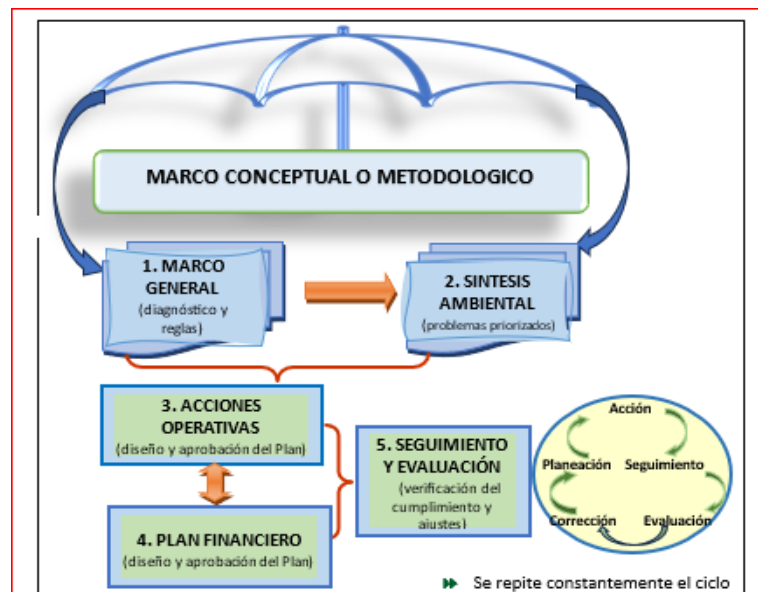 MARCO CONCEPTUAL O METODOLOGICO
1. MARCO
GENERAL
(diagnóstico y
reglas)
2. SINTESIS
AMBIENTAL
(problemas priorizados)
3. ACCIONES
OPERATIVAS
(diseño y aprobación del Plan)
4. PLAN FINANCIERO
(diseño y aprobación del Plan)
5. SEGUIMIENTO
Y EVALUACIÓN
(verificación del
cumplimiento y
ajustes)
Acción
Planeación Seguimiento
Corrección Evaluación
Se repite constantemente el ciclo